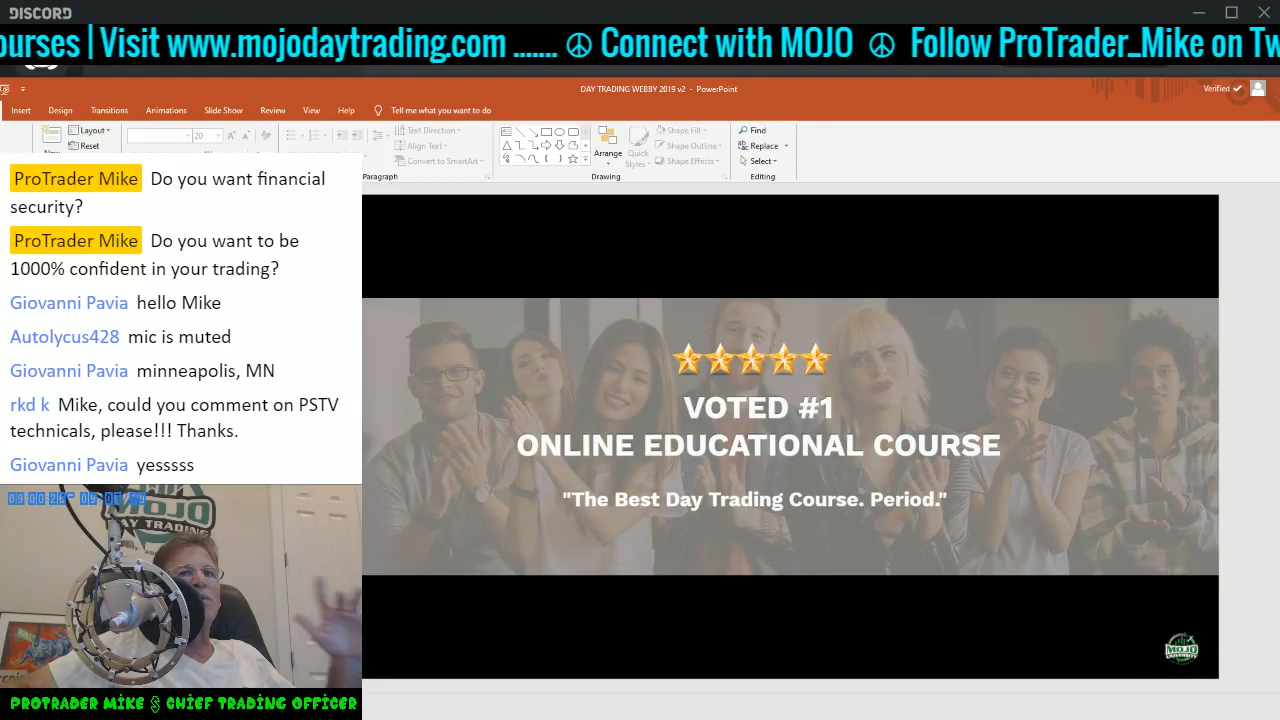 DISCORD
ourses | Visit www.mojodaytrading.com ....... ☮ Connect with MOJO ☮ Follow ProTrader_Mike on Tw
DAY TRADING WEBBY 2019 v2 - PowerPoint
Verified
Insert Design Transitions Animations Slide Show Review View Help Tell me what you want to do
Layout
Reset
20
Text Direction
Align Text
Convert to SmartArt
Arrange
Quick
Styles
Shape Fill
Shape Outline
Shape Effects
Find
Replace
Select
Paragraph
Drawing
Editing
ProTrader Mike Do you want financial
security?
ProTrader Mike Do you want to be
1000% confident in your trading?
Giovanni Pavia hello Mike
Autolycus428 mic is muted
Giovanni Pavia minneapolis, MN
rkd k Mike, could you comment on PSTV
technicals, please!!! Thanks.
Giovanni Pavia yesssss
VOTED #1
ONLINE EDUCATIONAL COURSE
"The Best Day Trading Course. Period."
MOJO
UNIVERSITY
DAY TRADING
PROTRADER MIKE $ CHIEF TRADING OFFICER